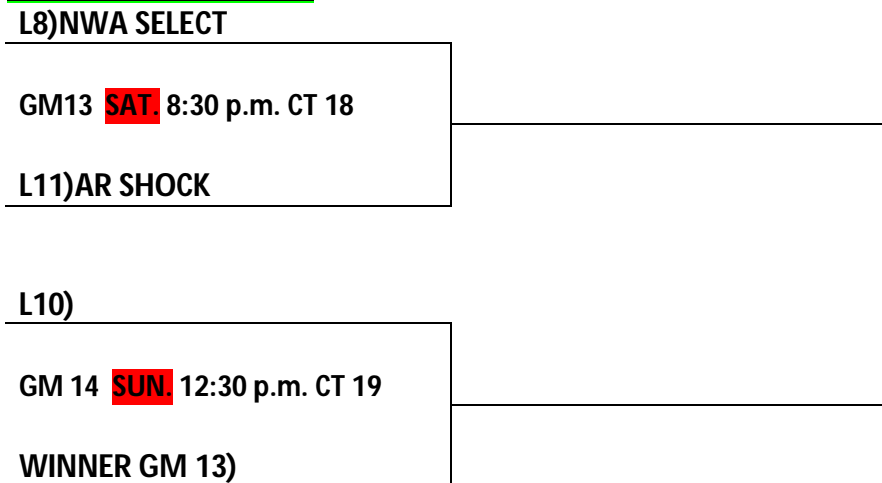 L8)NWA SELECT
GM13 SAT. 8:30 p.m. CT 18
L11)AR SHOCK
L10)
GM 14 SUN. 12:30 p.m. CT 19
WINNER GM 13)